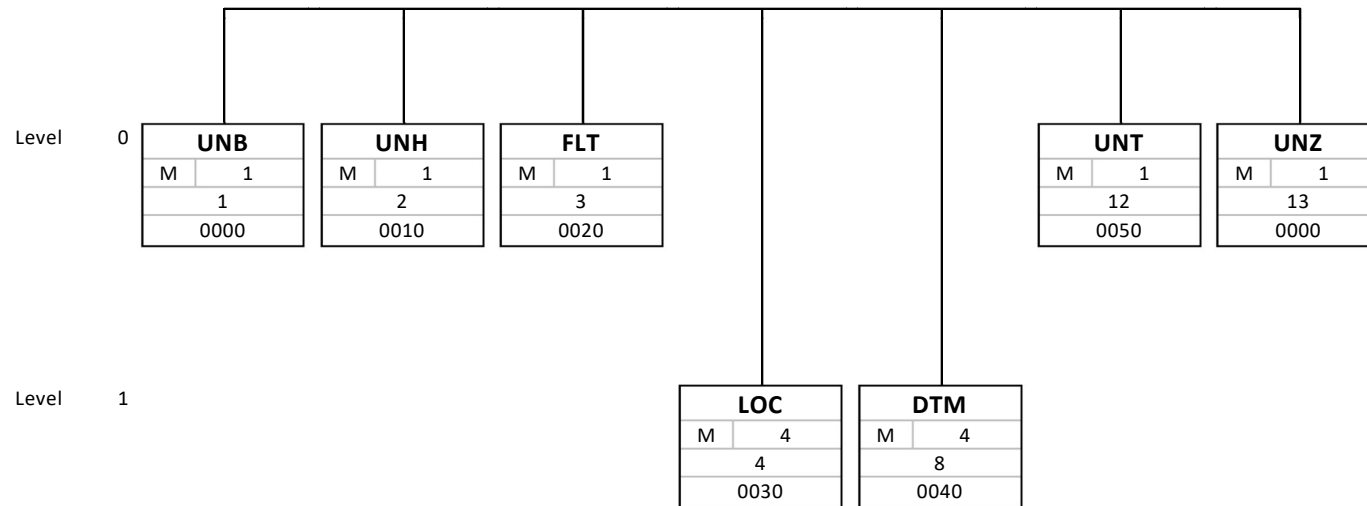 Level 0 UNB UNH FLT UNT UNZ
M 1 M 1 M 1 M 1 M 1
1 2 3 12 13
0000 0010 0020 0050 0000
Level 1 LOC DTM
M 4 M 4
4 8
0030 0040